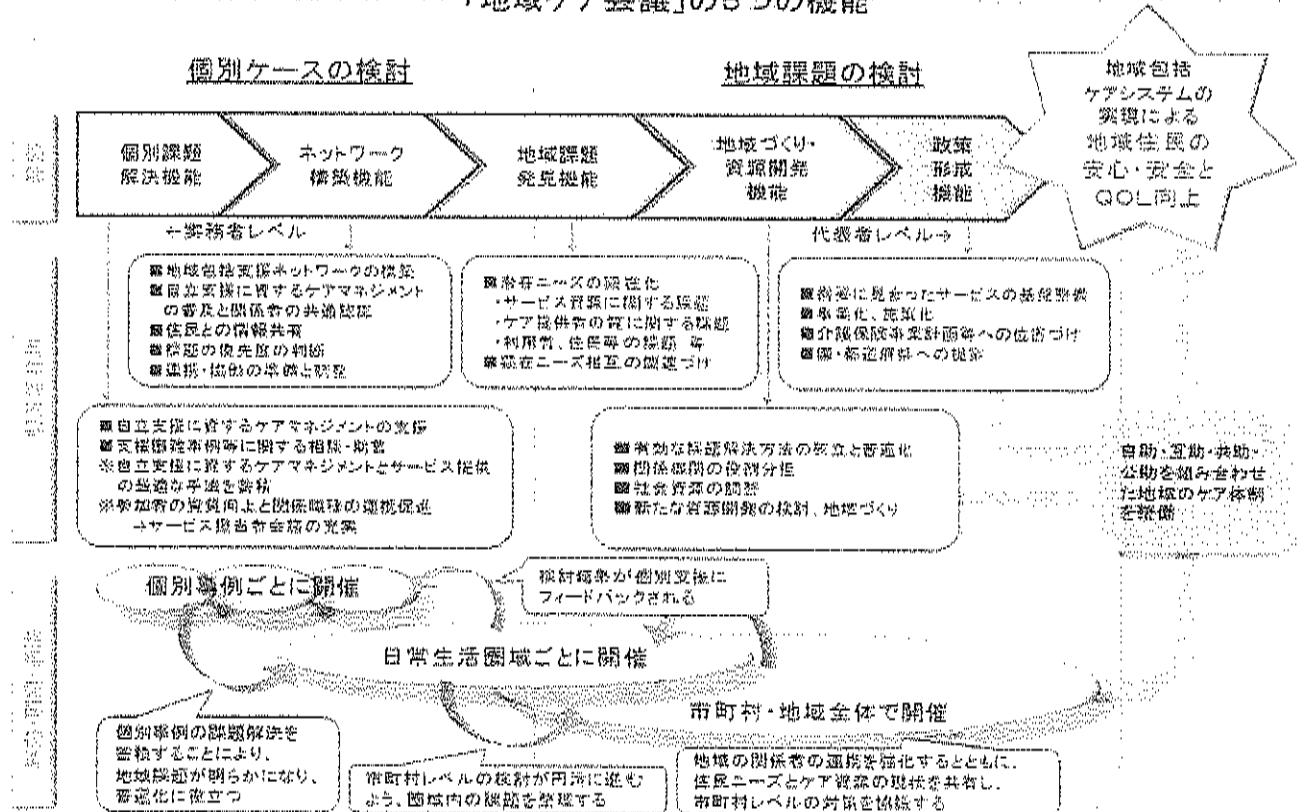 「地域ケア会議」の5つの機能
個別ケースの検討
地域課題の検討
地域包括
ケアシステムの
実現による
地域住民の
安心・安全と
QOL向上
機能
個別課題
解決機能
ネットワーク
構築機能
地域課題
発見機能
地域づくり・
資源開発
機能
政策
形成
機能
←実務者レベル
代表者レベル→
■地域包括支援ネットワークの構築
■自立支援に資するケアマネジメント
の普及と関係者の共通認識
■住民との情報共有
■課題の優先度の判断
■連携・協働の準備と調整
■潜在ニーズの顕在化
・サービス資源に関する課題
・ケア提供者の質に関する課題
・利用者、住民等の課題 等
■顕在ニーズ相互の関連づけ
■需要に見合ったサービスの基盤整備
■事業化、施策化
■介護保険事業計画等への位置づけ
■国・都道府県への提案
■自立支援に資するケアマネジメントの支援
■支援困難事例等に関する相談・助言
※自立支援に資するケアマネジメントとサービス提供
の最適な手法を蓄積
※参加者の資質向上と関係職種の連携促進
→サービス担当者会議の充実
■有効な課題解決方法の確立と普遍化
■関係機関の役割分担
■社会資源の調整
■新たな資源開発の検討、地域づくり
自助・互助・共助・
公助を組み合わせ
た地域のケア体制
を整備
個別事例ごとに開催
検討結果が個別支援に
フィードバックされる
日常生活圏域ごとに開催
市町村・地域全体で開催
個別事例の課題解決を
蓄積することにより、
地域課題が明らかになり、
普遍化に役立つ
市町村レベルの検討が円滑に進む
よう、圏域内の課題を整理する
地域の関係者の連携を強化するとともに、
住民ニーズとケア資源の現状を共有し、
市町村レベルの対策を協議する